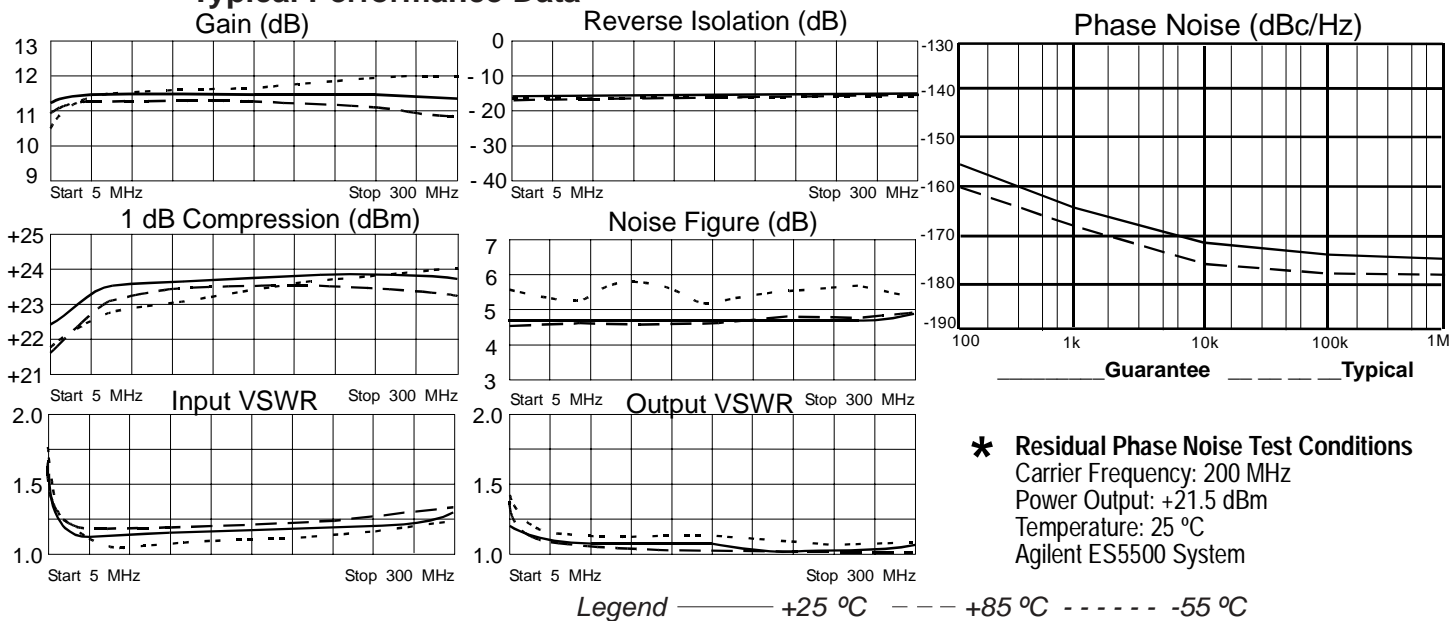 Typical Performance Data
Gain (dB)
13
12
11
10
9
Start 5 MHz
Stop 300 MHz
Reverse Isolation (dB)
0
- 10
- 20
- 30
- 40
Start 5 MHz
Stop 300 MHz
Phase Noise (dBc/Hz)
-130
-140
-150
-160
-170
-180
-190
100
1k
10k
100k
1M
Guarantee
Typical
1 dB Compression (dBm)
+25
+24
+23
+22
+21
Start 5 MHz
Stop 300 MHz
Noise Figure (dB)
7
6
5
4
3
Start 5 MHz
Stop 300 MHz
Input VSWR
2.0
1.5
1.0
Start 5 MHz
Stop 300 MHz
Output VSWR
2.0
1.5
1.0
Start 5 MHz
Stop 300 MHz
* Residual Phase Noise Test Conditions
Carrier Frequency: 200 MHz
Power Output: +21.5 dBm
Temperature: 25 ºC
Agilent ES5500 System
Legend +25 ºC +85 ºC -55 ºC